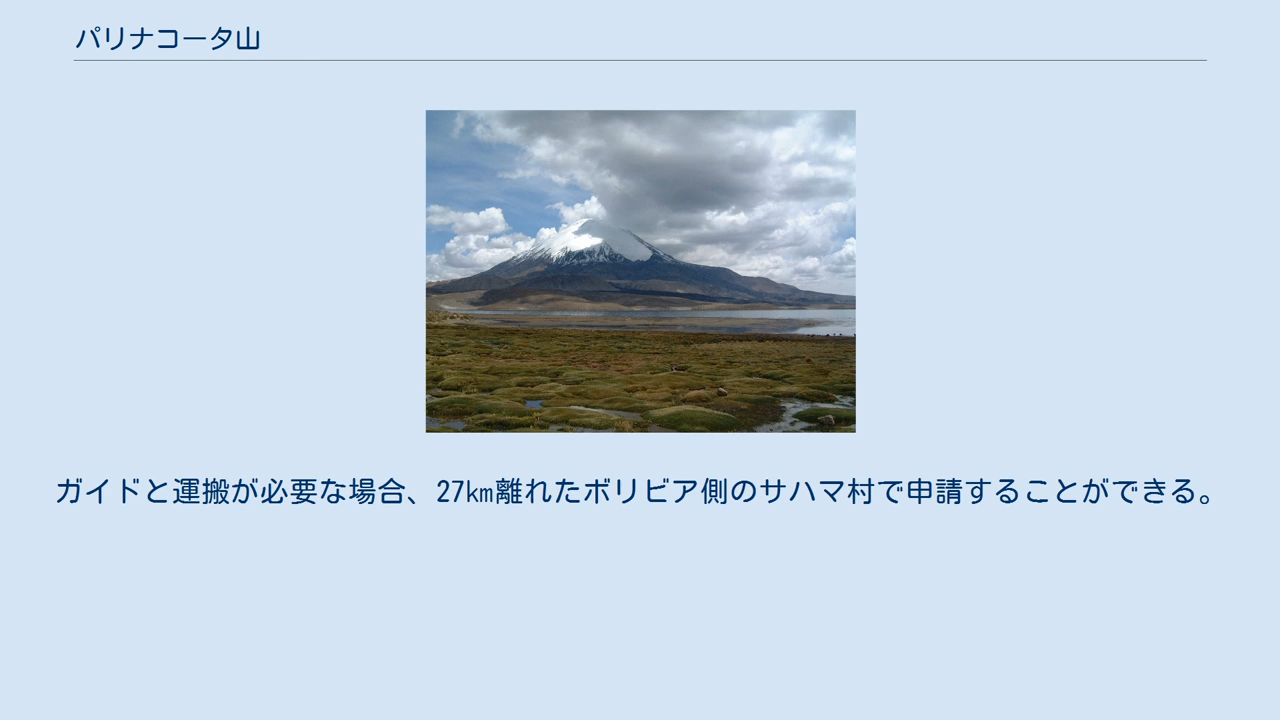 パリナコータ山
ガイドと運搬が必要な場合、27km離れたボリビア側のサハマ村で申請することができる。